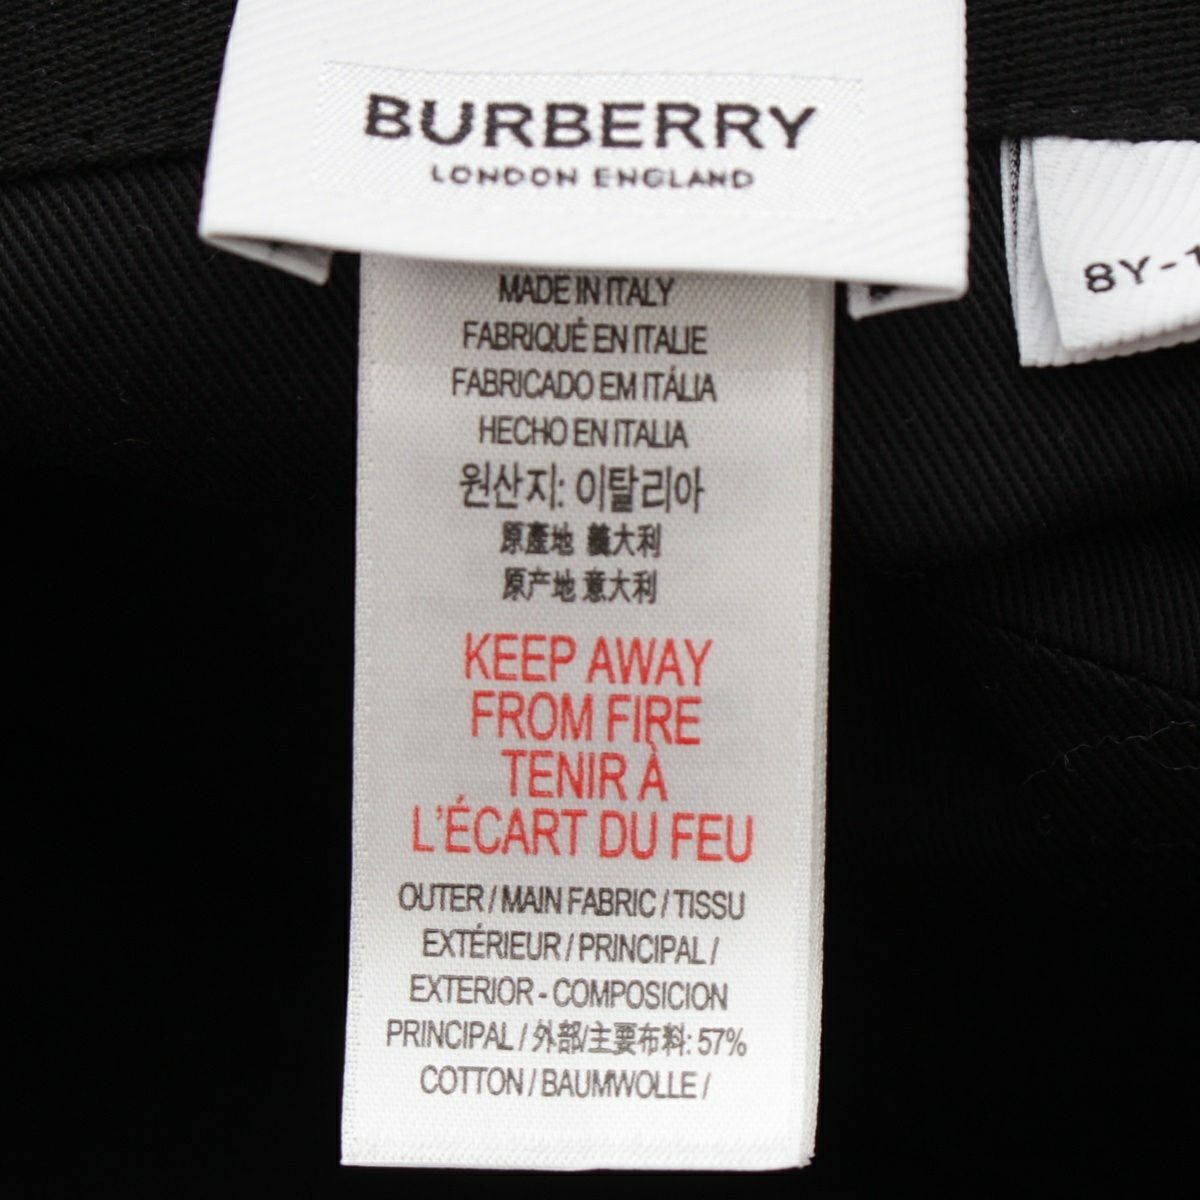 BURBERRY
LONDON ENGLAND
8Y-1
MADE IN ITALY
FABRIQUÉ EN ITALIE
FABRICADO EM ITÁLIA
HECHO EN ITALIA
원산지: 이탈리아
原產地 義大利
原产地 意大利
KEEP AWAY
FROM FIRE
TENIR À
L'ÉCART DU FEU
OUTER / MAIN FABRIC / TISSU
EXTÉRIEUR / PRINCIPAL /
EXTERIOR - COMPOSICION
PRINCIPAL / 外部/主要布料: 57%
COTTON / BAUMWOLLE /